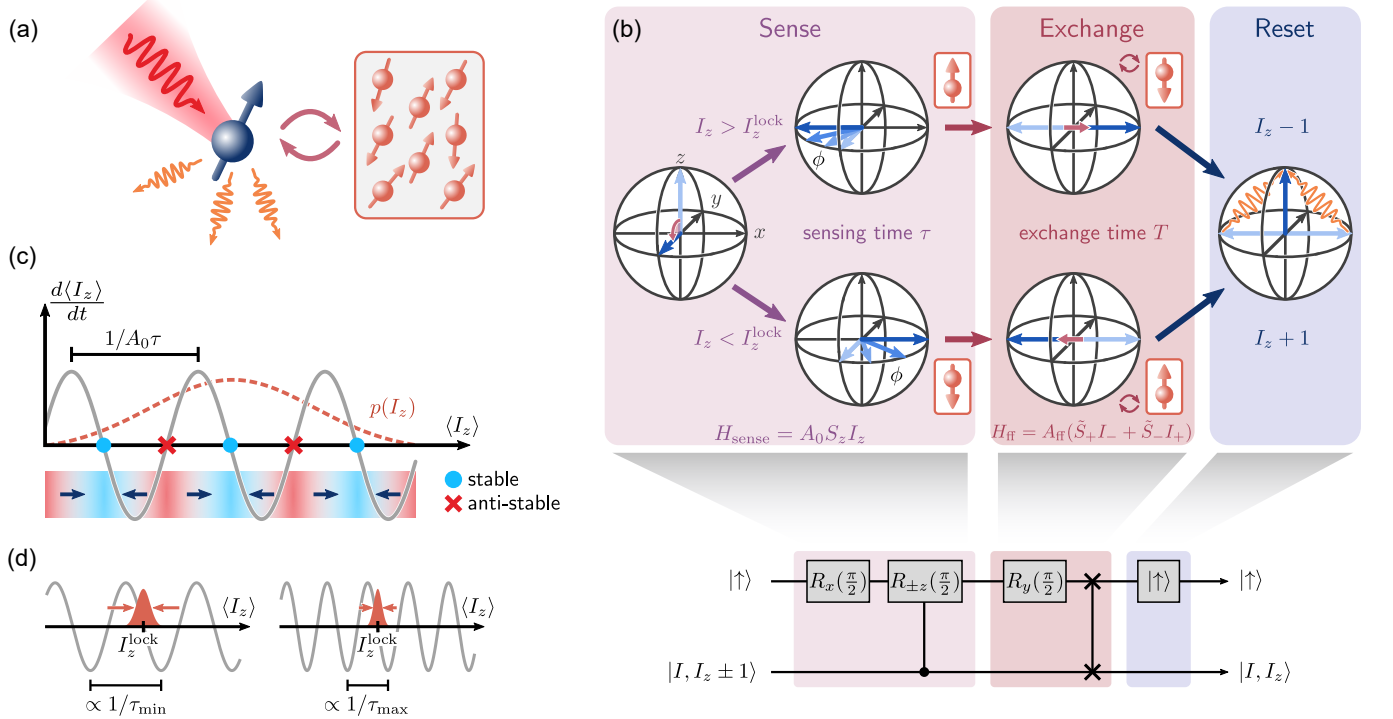 (a)
(b)
Sense
Exchange
Reset
I_z > I_z^lock
ϕ
I_z − 1
z
y
x
sensing time τ
exchange time T
I_z < I_z^lock
ϕ
I_z + 1
H_sense = A_0 S_z I_z
H_ff = A_ff(S̃_+ I_− + S̃_− I_+)
(c)
d⟨I_z⟩
dt
1/A_0τ
p(I_z)
⟨I_z⟩
stable
anti-stable
(d)
⟨I_z⟩
I_z^lock
∝ 1/τ_min
⟨I_z⟩
I_z^lock
∝ 1/τ_max
|↑⟩
R_x(π/2)
R_±z(π/2)
R_y(π/2)
|↑⟩
|↑⟩
|I, I_z ± 1⟩
|I, I_z⟩